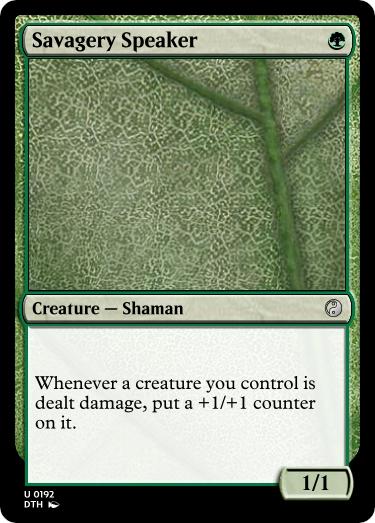 Savagery Speaker
Creature — Shaman
Whenever a creature you control is
dealt damage, put a +1/+1 counter
on it.
1/1
U 0192
DTH